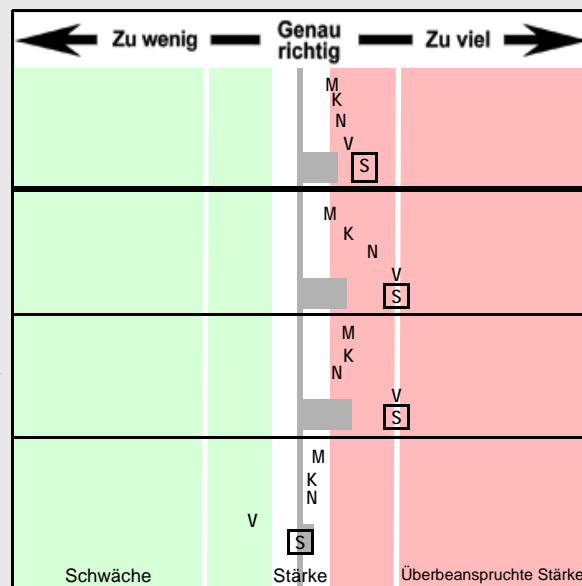 Zu wenig Genau richtig Zu viel
M
K
N
V
S
M
K
N
V
S
M
K
N
V
S
M
K
N
V
S
Schwäche Stärke Überbeanspruchte Stärke